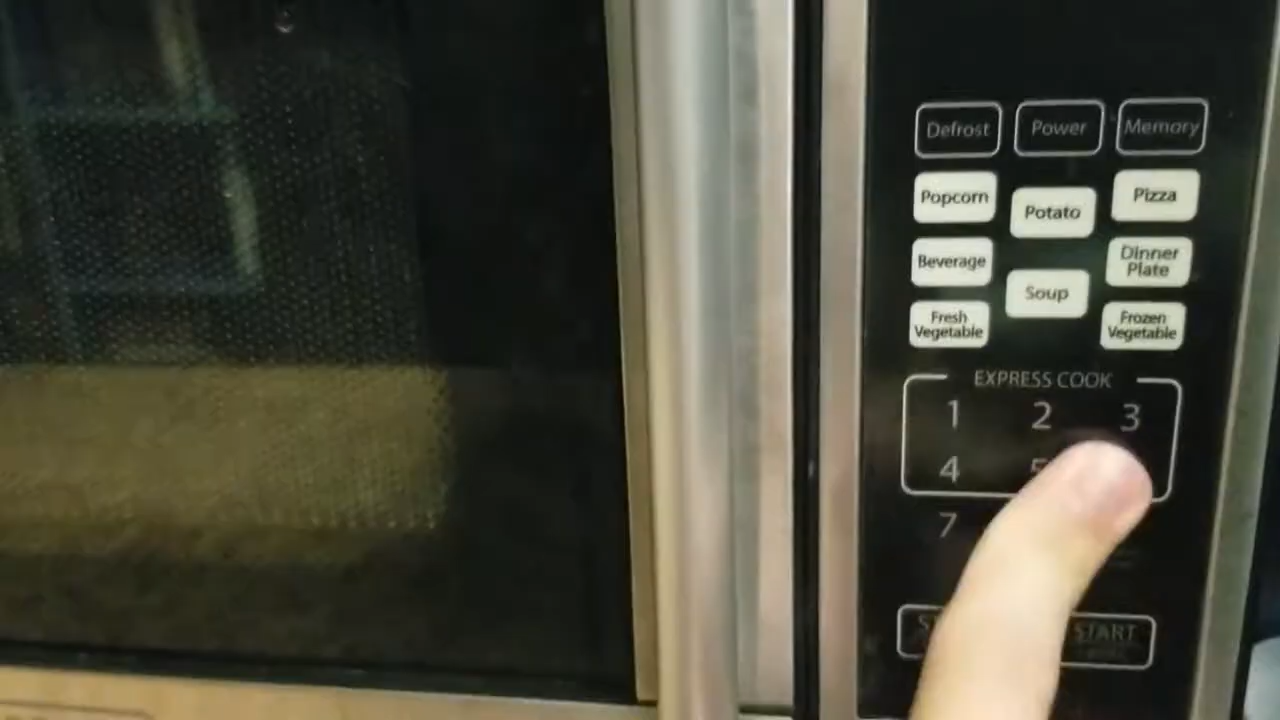 Defrost Power Memory
Popcorn Potato Pizza
Beverage Soup Dinner
Plate
Fresh
Vegetable
Frozen
Vegetable
EXPRESS COOK
1 2 3
4
7
START